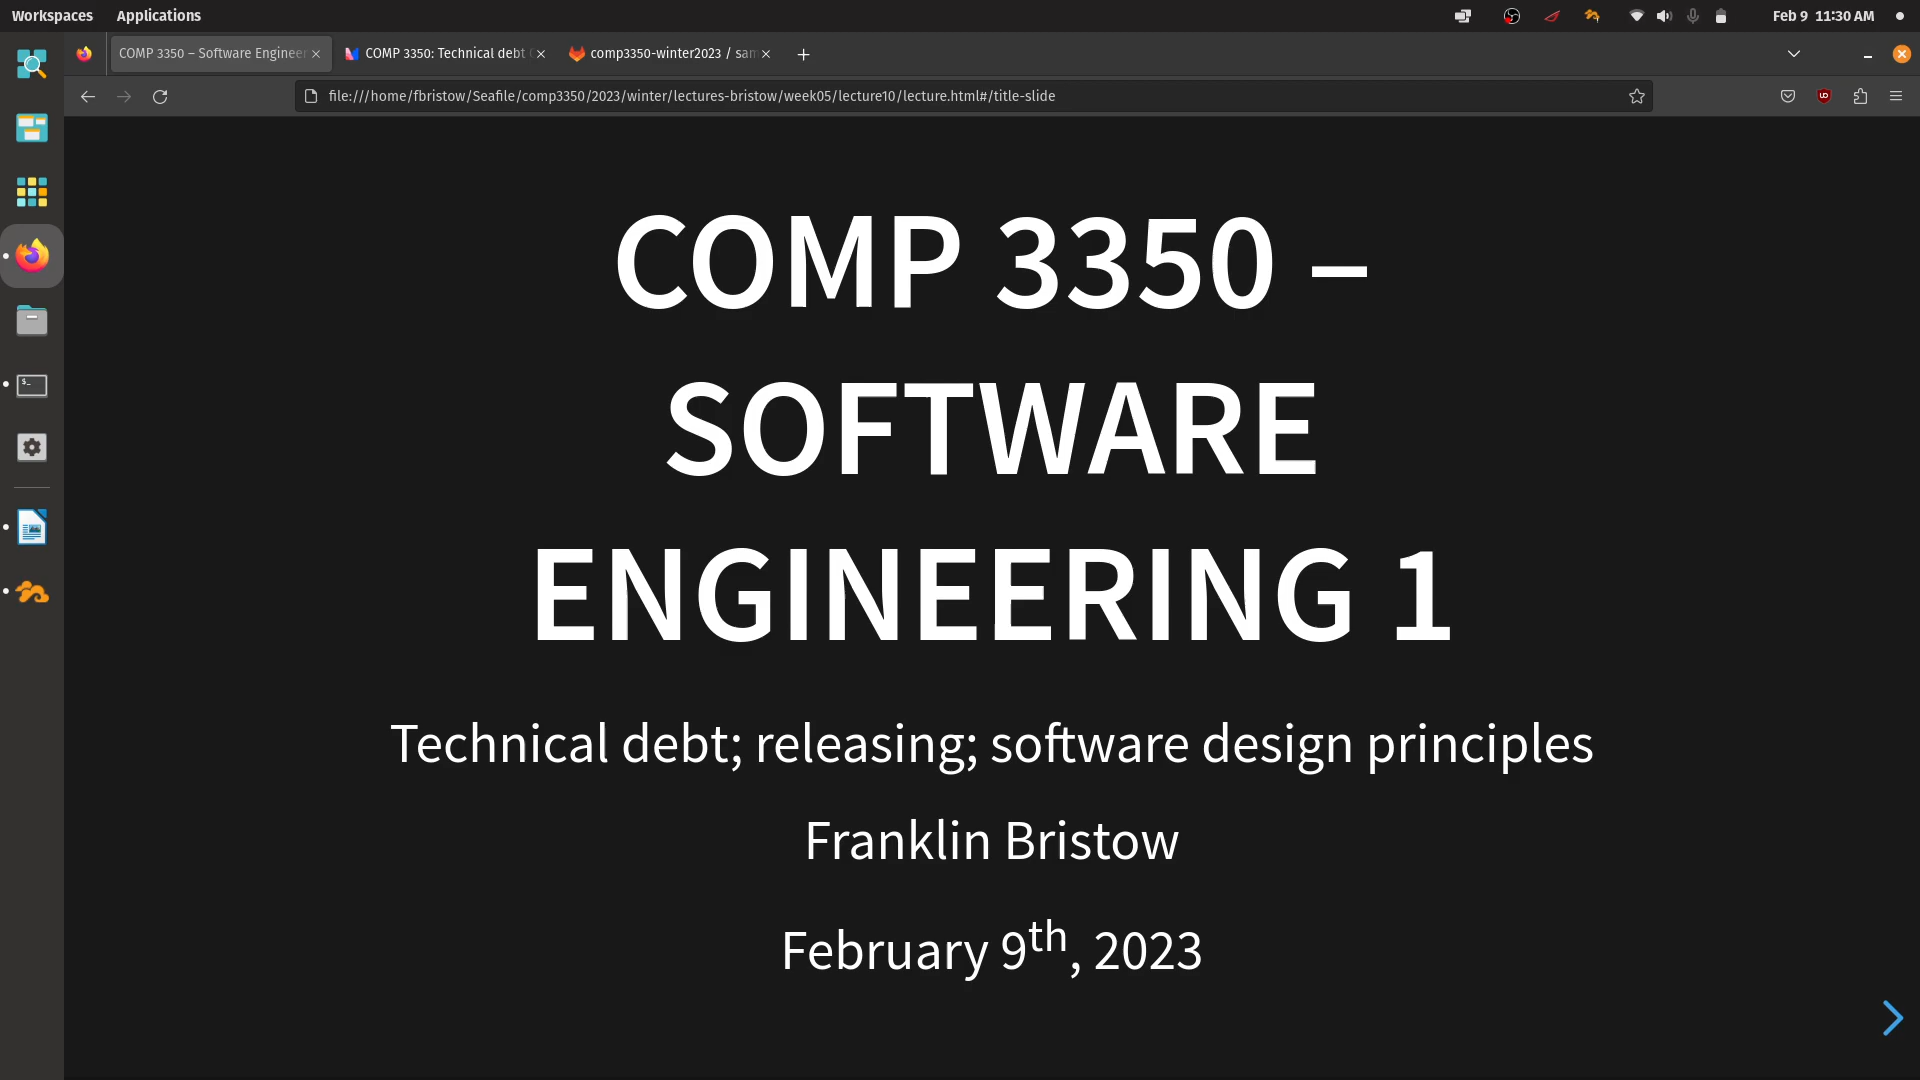 Workspaces Applications Feb 9 11:30 AM
COMP 3350 – Software Engineer COMP 3350: Technical debt comp3350-winter2023 / sam
file:///home/fbristow/Seafile/comp3350/2023/winter/lectures-bristow/week05/lecture10/lecture.html#/title-slide
COMP 3350 –
SOFTWARE
ENGINEERING 1
Technical debt; releasing; software design principles
Franklin Bristow
February 9th, 2023